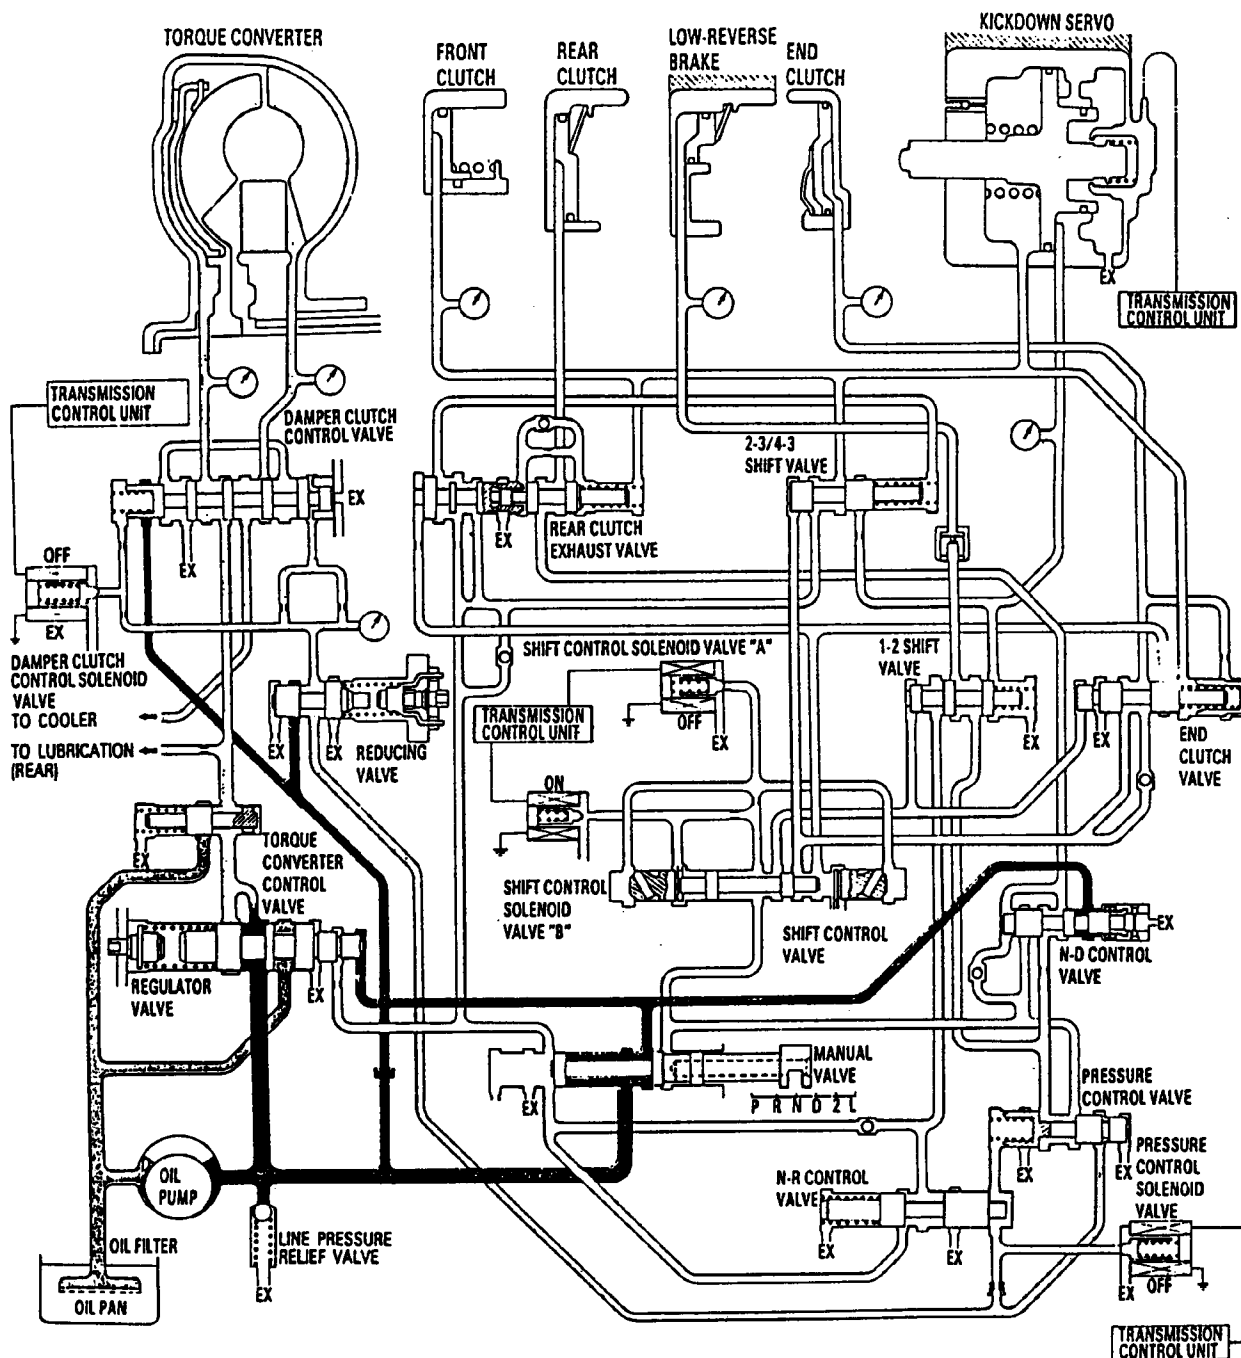 KICKDOWN SERVO
TORQUE CONVERTER
FRONT
CLUTCH
REAR
CLUTCH
LOW-REVERSE
BRAKE
END
CLUTCH
EX
TRANSMISSION
CONTROL UNIT
TRANSMISSION
CONTROL UNIT
DAMPER CLUTCH
CONTROL VALVE
2-3/4-3
SHIFT VALVE
EX
EX
REAR CLUTCH
EXHAUST VALVE
OFF
EX
EX
DAMPER CLUTCH
CONTROL SOLENOID
VALVE
TO COOLER
TO LUBRICATION
(REAR)
SHIFT CONTROL SOLENOID VALVE "A"
1-2 SHIFT
VALVE
OFF
EX
TRANSMISSION
CONTROL UNIT
EX
EX
REDUCING
VALVE
EX
EX
END
CLUTCH
VALVE
ON
EX
TORQUE
CONVERTER
CONTROL
VALVE
SHIFT CONTROL
SOLENOID
VALVE "B"
SHIFT CONTROL
VALVE
EX
N-D CONTROL
VALVE
REGULATOR
VALVE
EX
MANUAL
VALVE
EX
P R N D 2 L
PRESSURE
CONTROL VALVE
EX
EX
PRESSURE
CONTROL
SOLENOID
VALVE
OIL
PUMP
N-R CONTROL
VALVE
EX
EX
OIL FILTER
LINE PRESSURE
RELIEF VALVE
EX
OIL PAN
EX
OFF
TRANSMISSION
CONTROL UNIT